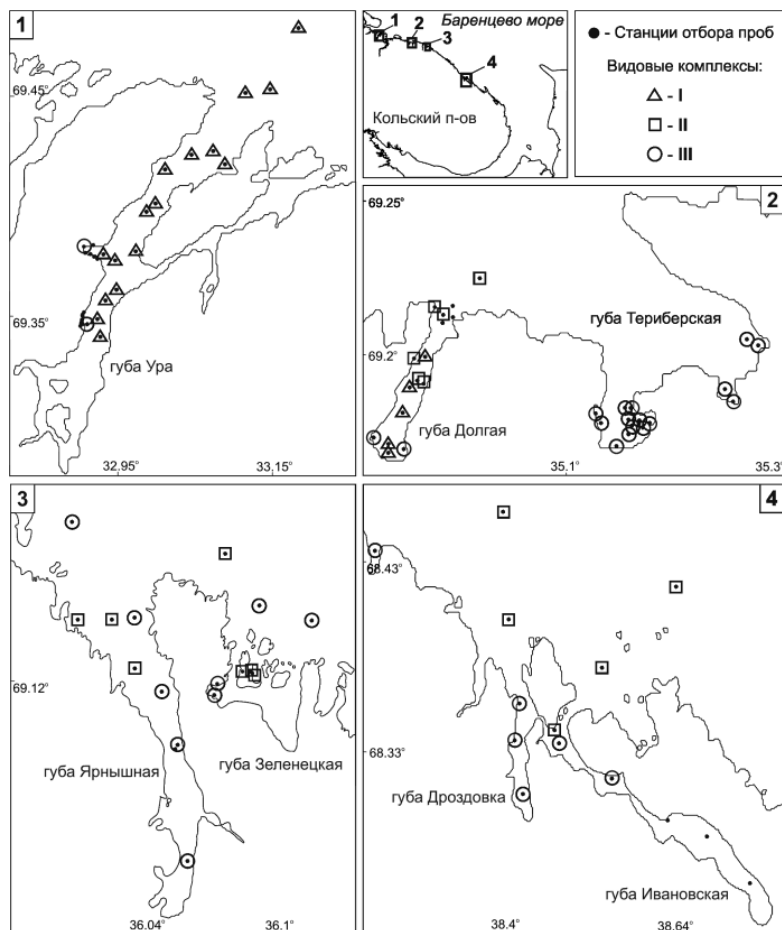 1
69.45°
69.35°
губа Ура
32.95°
33.15°
Баренцево море
1
2
3
4
Кольский п-ов
- Станции отбора проб
Видовые комплексы:
- I
- II
- III
2
69.25°
69.2°
губа Териберская
губа Долгая
35.1°
35.3°
3
69.12°
губа Ярнышная
губа Зеленецкая
36.04°
36.1°
4
68.43°
68.33°
губа Дроздовка
губа Ивановская
38.4°
38.64°